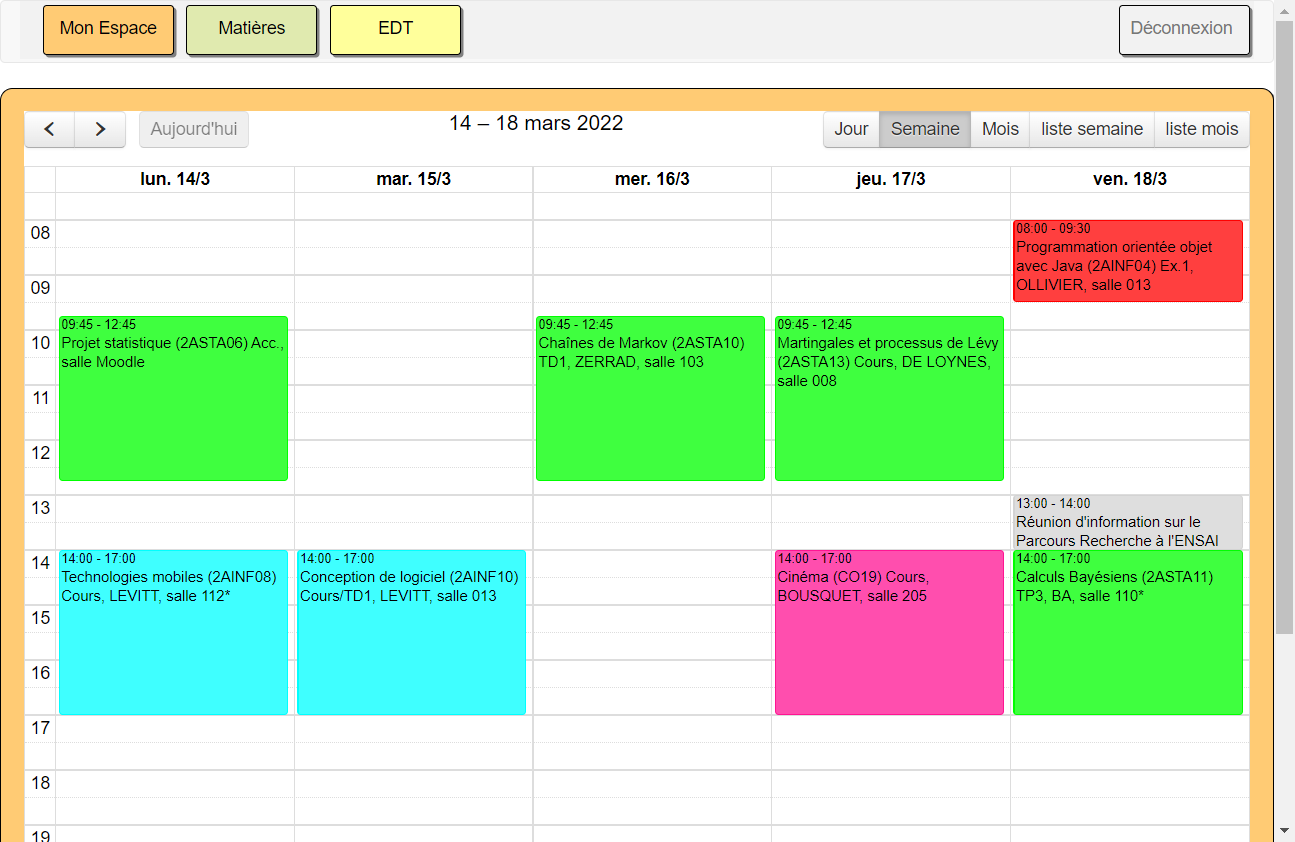 Mon Espace
Matières
EDT
Déconnexion
Aujourd'hui
14 – 18 mars 2022
Jour
Semaine
Mois
liste semaine
liste mois
lun. 14/3
mar. 15/3
mer. 16/3
jeu. 17/3
ven. 18/3
08
09
10
11
12
13
14
15
16
17
18
19
09:45 - 12:45
Projet statistique (2ASTA06) Acc.,
salle Moodle
14:00 - 17:00
Technologies mobiles (2AINF08)
Cours, LEVITT, salle 112*
14:00 - 17:00
Conception de logiciel (2AINF10)
Cours/TD1, LEVITT, salle 013
09:45 - 12:45
Chaînes de Markov (2ASTA10)
TD1, ZERRAD, salle 103
09:45 - 12:45
Martingales et processus de Lévy
(2ASTA13) Cours, DE LOYNES,
salle 008
14:00 - 17:00
Cinéma (CO19) Cours,
BOUSQUET, salle 205
08:00 - 09:30
Programmation orientée objet
avec Java (2AINF04) Ex.1,
OLLIVIER, salle 013
13:00 - 14:00
Réunion d'information sur le
Parcours Recherche à l'ENSAI
14:00 - 17:00
Calculs Bayésiens (2ASTA11)
TP3, BA, salle 110*